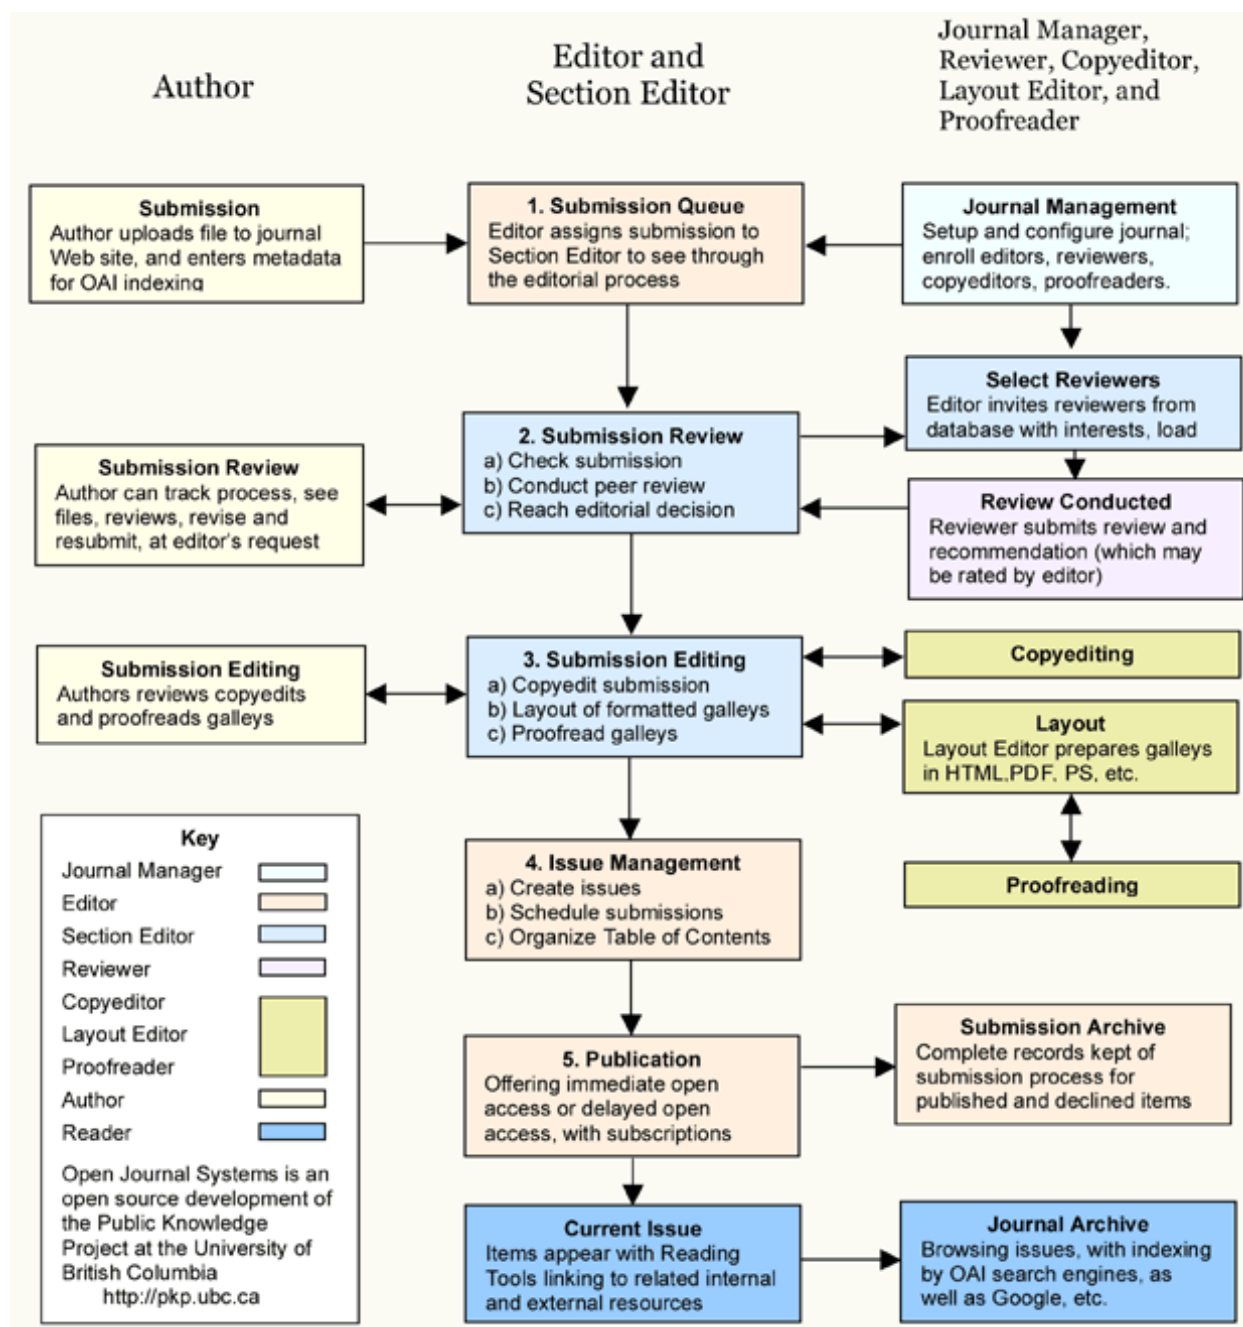 Author
Editor and
Section Editor
Journal Manager,
Reviewer, Copyeditor,
Layout Editor, and
Proofreader
Submission
Author uploads file to journal
Web site, and enters metadata
for OAI indexing
1. Submission Queue
Editor assigns submission to
Section Editor to see through
the editorial process
Journal Management
Setup and configure journal;
enroll editors, reviewers,
copyeditors, proofreaders.
Select Reviewers
Editor invites reviewers from
database with interests, load
2. Submission Review
a) Check submission
b) Conduct peer review
c) Reach editorial decision
Submission Review
Author can track process, see
files, reviews, revise and
resubmit, at editor's request
Review Conducted
Reviewer submits review and
recommendation (which may
be rated by editor)
Submission Editing
Authors reviews copyedits
and proofreads galleys
3. Submission Editing
a) Copyedit submission
b) Layout of formatted galleys
c) Proofread galleys
Copyediting
Layout
Layout Editor prepares galleys
in HTML.PDF, PS, etc.
Proofreading
4. Issue Management
a) Create issues
b) Schedule submissions
c) Organize Table of Contents
5. Publication
Offering immediate open
access or delayed open
access, with subscriptions
Submission Archive
Complete records kept of
submission process for
published and declined items
Current Issue
Items appear with Reading
Tools linking to related internal
and external resources
Journal Archive
Browsing issues, with indexing
by OAI search engines, as
well as Google, etc.
Key
Journal Manager
Editor
Section Editor
Reviewer
Copyeditor
Layout Editor
Proofreader
Author
Reader
Open Journal Systems is an
open source development of
the Public Knowledge
Project at the University of
British Columbia
http://pkp.ubc.ca